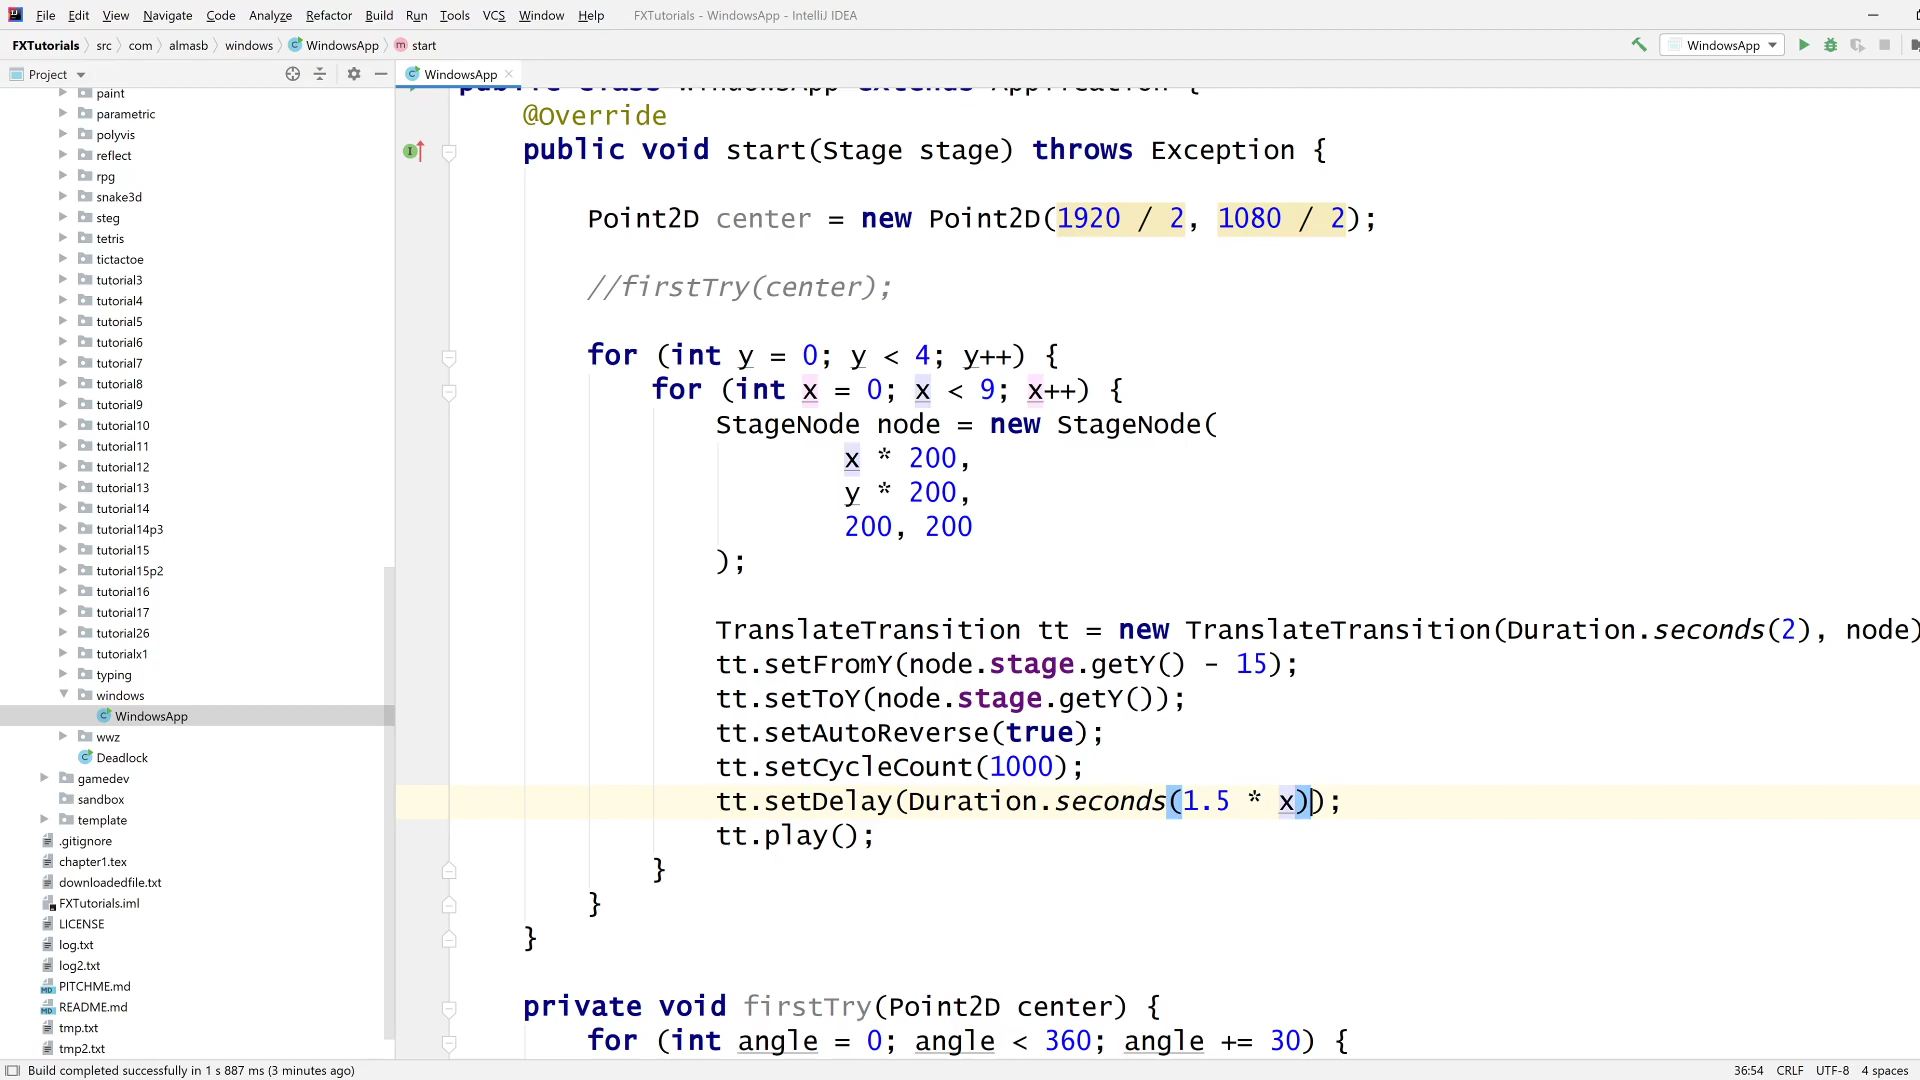 File Edit View Navigate Code Analyze Refactor Build Run Tools VCS Window Help FXTutorials - WindowsApp - IntelliJ IDEA
FXTutorials src com almasb windows WindowsApp start WindowsApp
Project WindowsApp
paint
parametric
polyvis
reflect
rpg
snake3d
steg
tetris
tictactoe
tutorial3
tutorial4
tutorial5
tutorial6
tutorial7
tutorial8
tutorial9
tutorial10
tutorial11
tutorial12
tutorial13
tutorial14
tutorial14p3
tutorial15
tutorial15p2
tutorial16
tutorial17
tutorial26
tutorialx1
typing
windows
WindowsApp
wwz
Deadlock
gamedev
sandbox
template
.gitignore
chapter1.tex
downloadedfile.txt
FXTutorials.iml
LICENSE
log.txt
log2.txt
PITCHME.md
README.md
tmp.txt
tmp2.txt
public class WindowsApp extends Application {
@Override
public void start(Stage stage) throws Exception {
Point2D center = new Point2D(1920 / 2, 1080 / 2);
//firstTry(center);
for (int y = 0; y < 4; y++) {
for (int x = 0; x < 9; x++) {
StageNode node = new StageNode(
x * 200,
y * 200,
200, 200
);
TranslateTransition tt = new TranslateTransition(Duration.seconds(2), node)
tt.setFromY(node.stage.getY() - 15);
tt.setToY(node.stage.getY());
tt.setAutoReverse(true);
tt.setCycleCount(1000);
tt.setDelay(Duration.seconds(1.5 * x));
tt.play();
}
}
}
private void firstTry(Point2D center) {
for (int angle = 0; angle < 360; angle += 30) {
Build completed successfully in 1 s 887 ms (3 minutes ago) 36:54 CRLF UTF-8 4 spaces